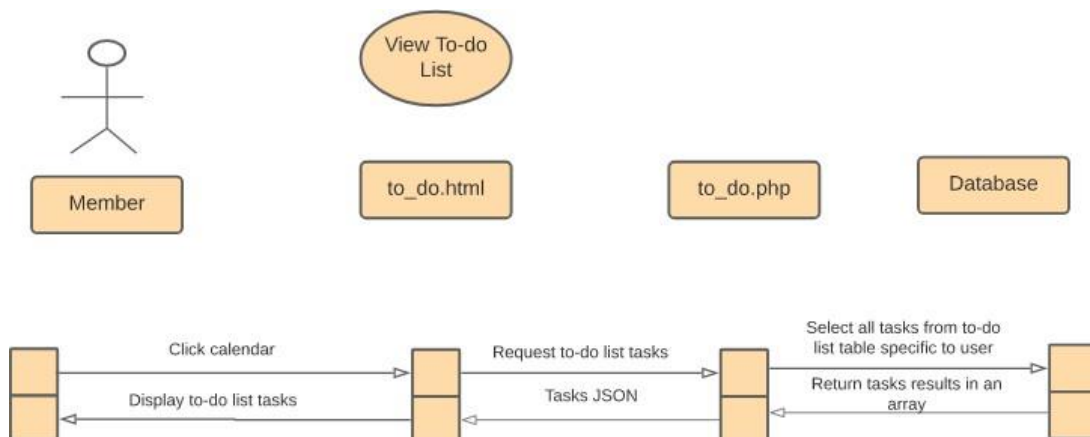 View To-do
List
Member
to_do.html
to_do.php
Database
Click calendar
Request to-do list tasks
Select all tasks from to-do
list table specific to user
Display to-do list tasks
Tasks JSON
Return tasks results in an
array